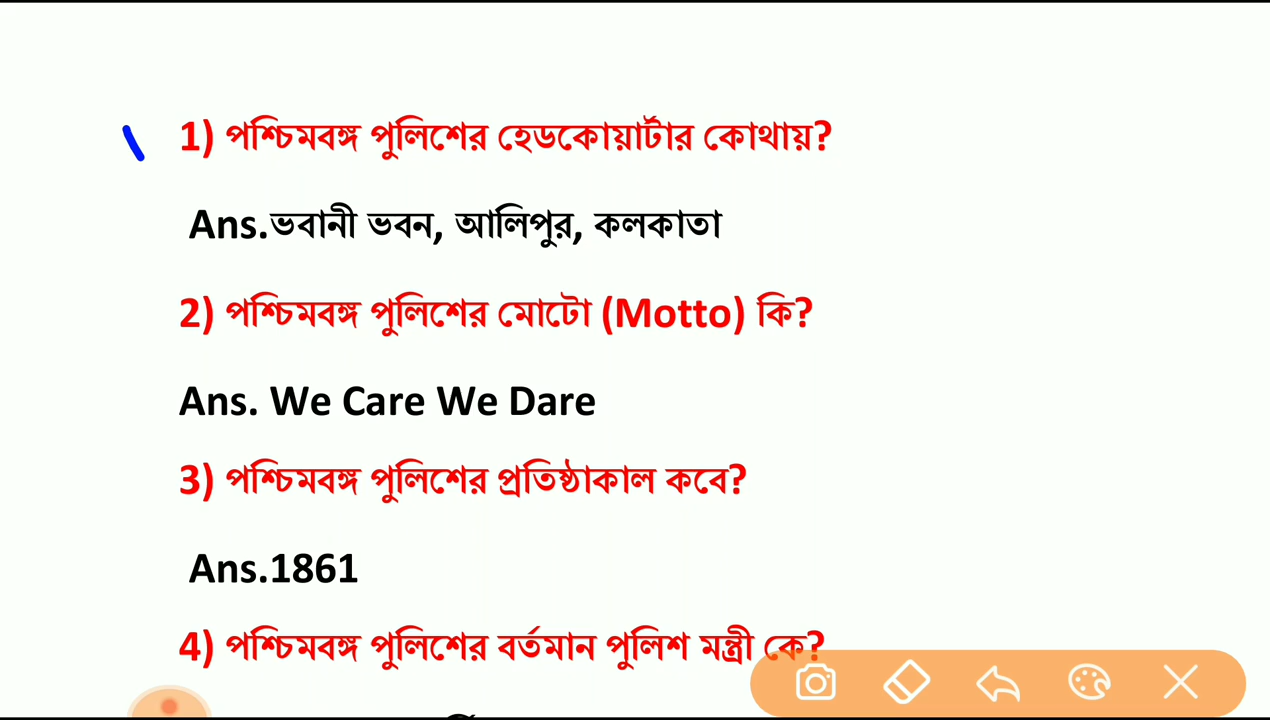 1) পশ্চিমবঙ্গ পুলিশের হেডকোয়ার্টার কোথায়?
Ans.ভবানী ভবন, আলিপুর, কলকাতা
2) পশ্চিমবঙ্গ পুলিশের মোটো (Motto) কি?
Ans. We Care We Dare
3) পশ্চিমবঙ্গ পুলিশের প্রতিষ্ঠাকাল কবে?
Ans.1861
4) পশ্চিমবঙ্গ পুলিশের বর্তমান পুলিশ মন্ত্রী কে?